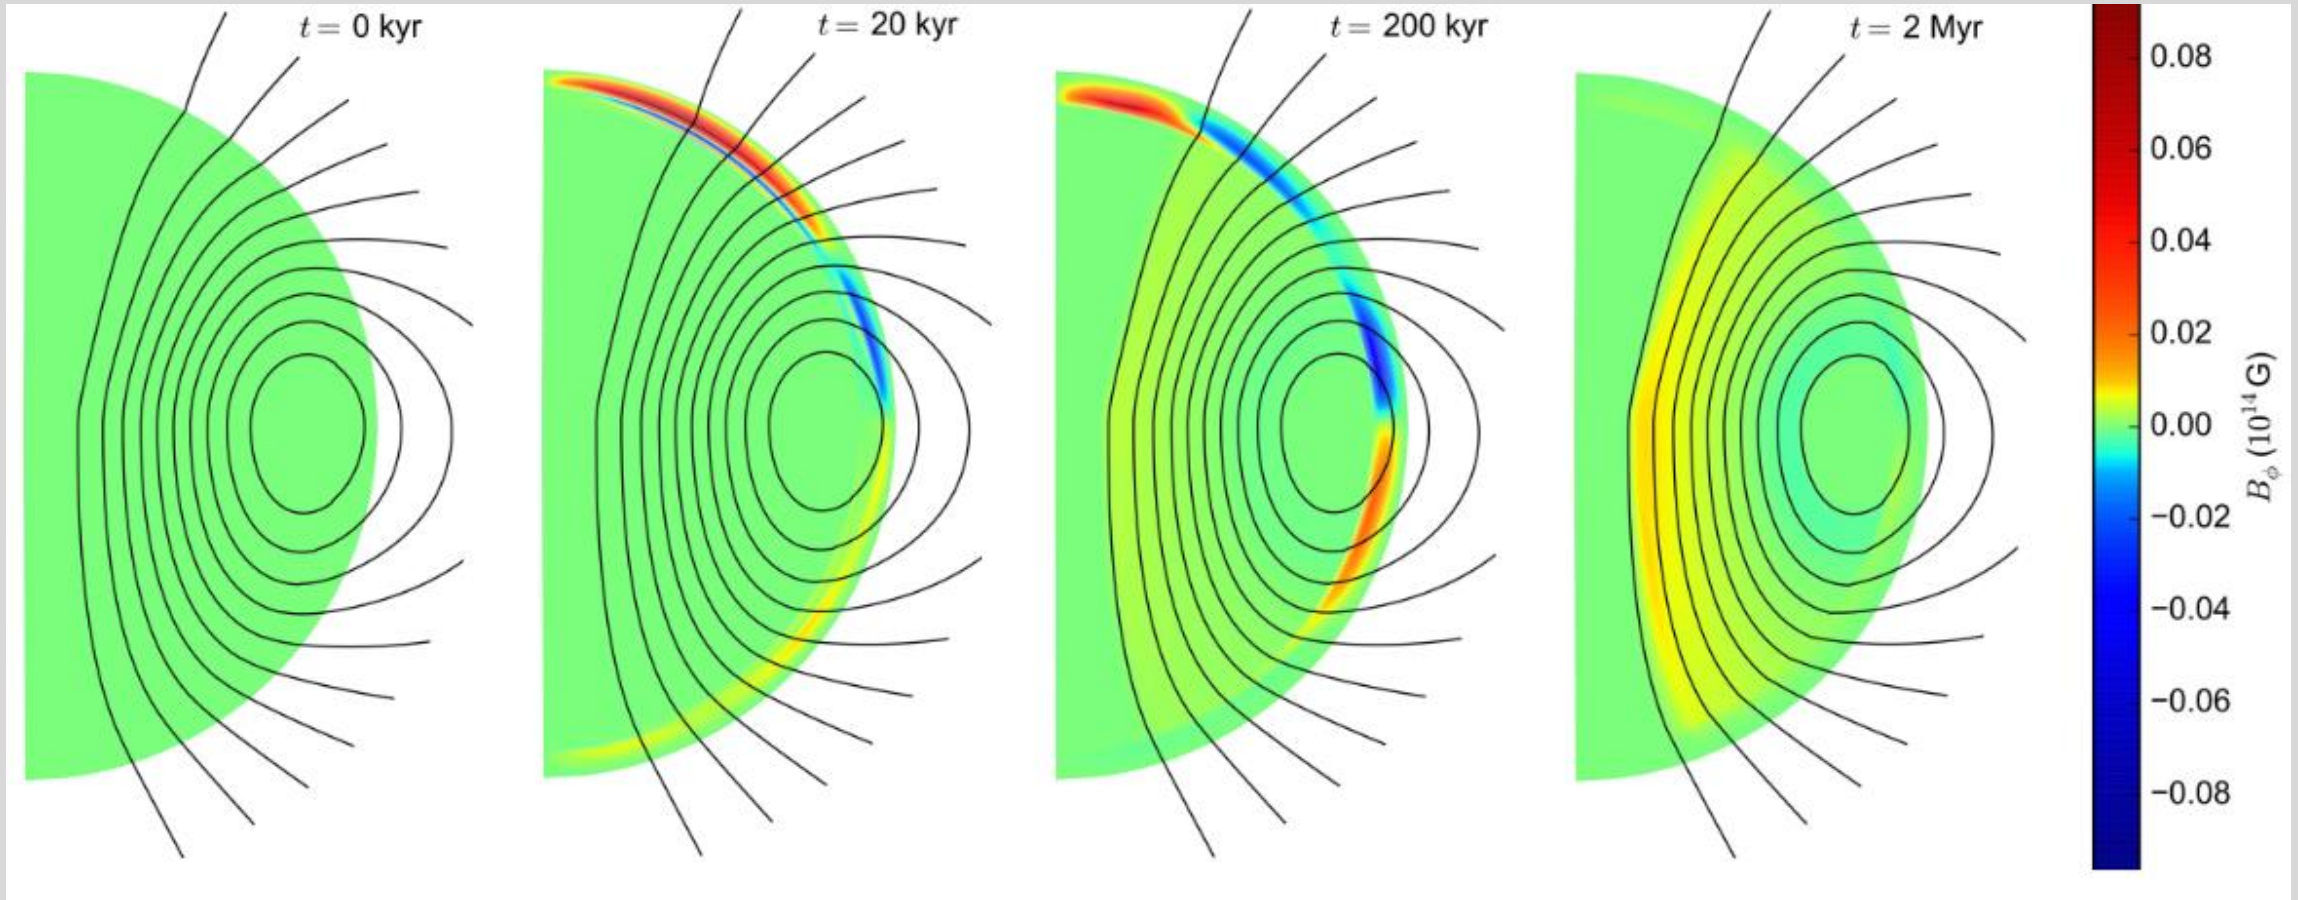 t = 0 kyr
t = 20 kyr
t = 200 kyr
t = 2 Myr
0.08
0.06
0.04
0.02
0.00
−0.02
−0.04
−0.06
−0.08
B_ϕ (10^14 G)